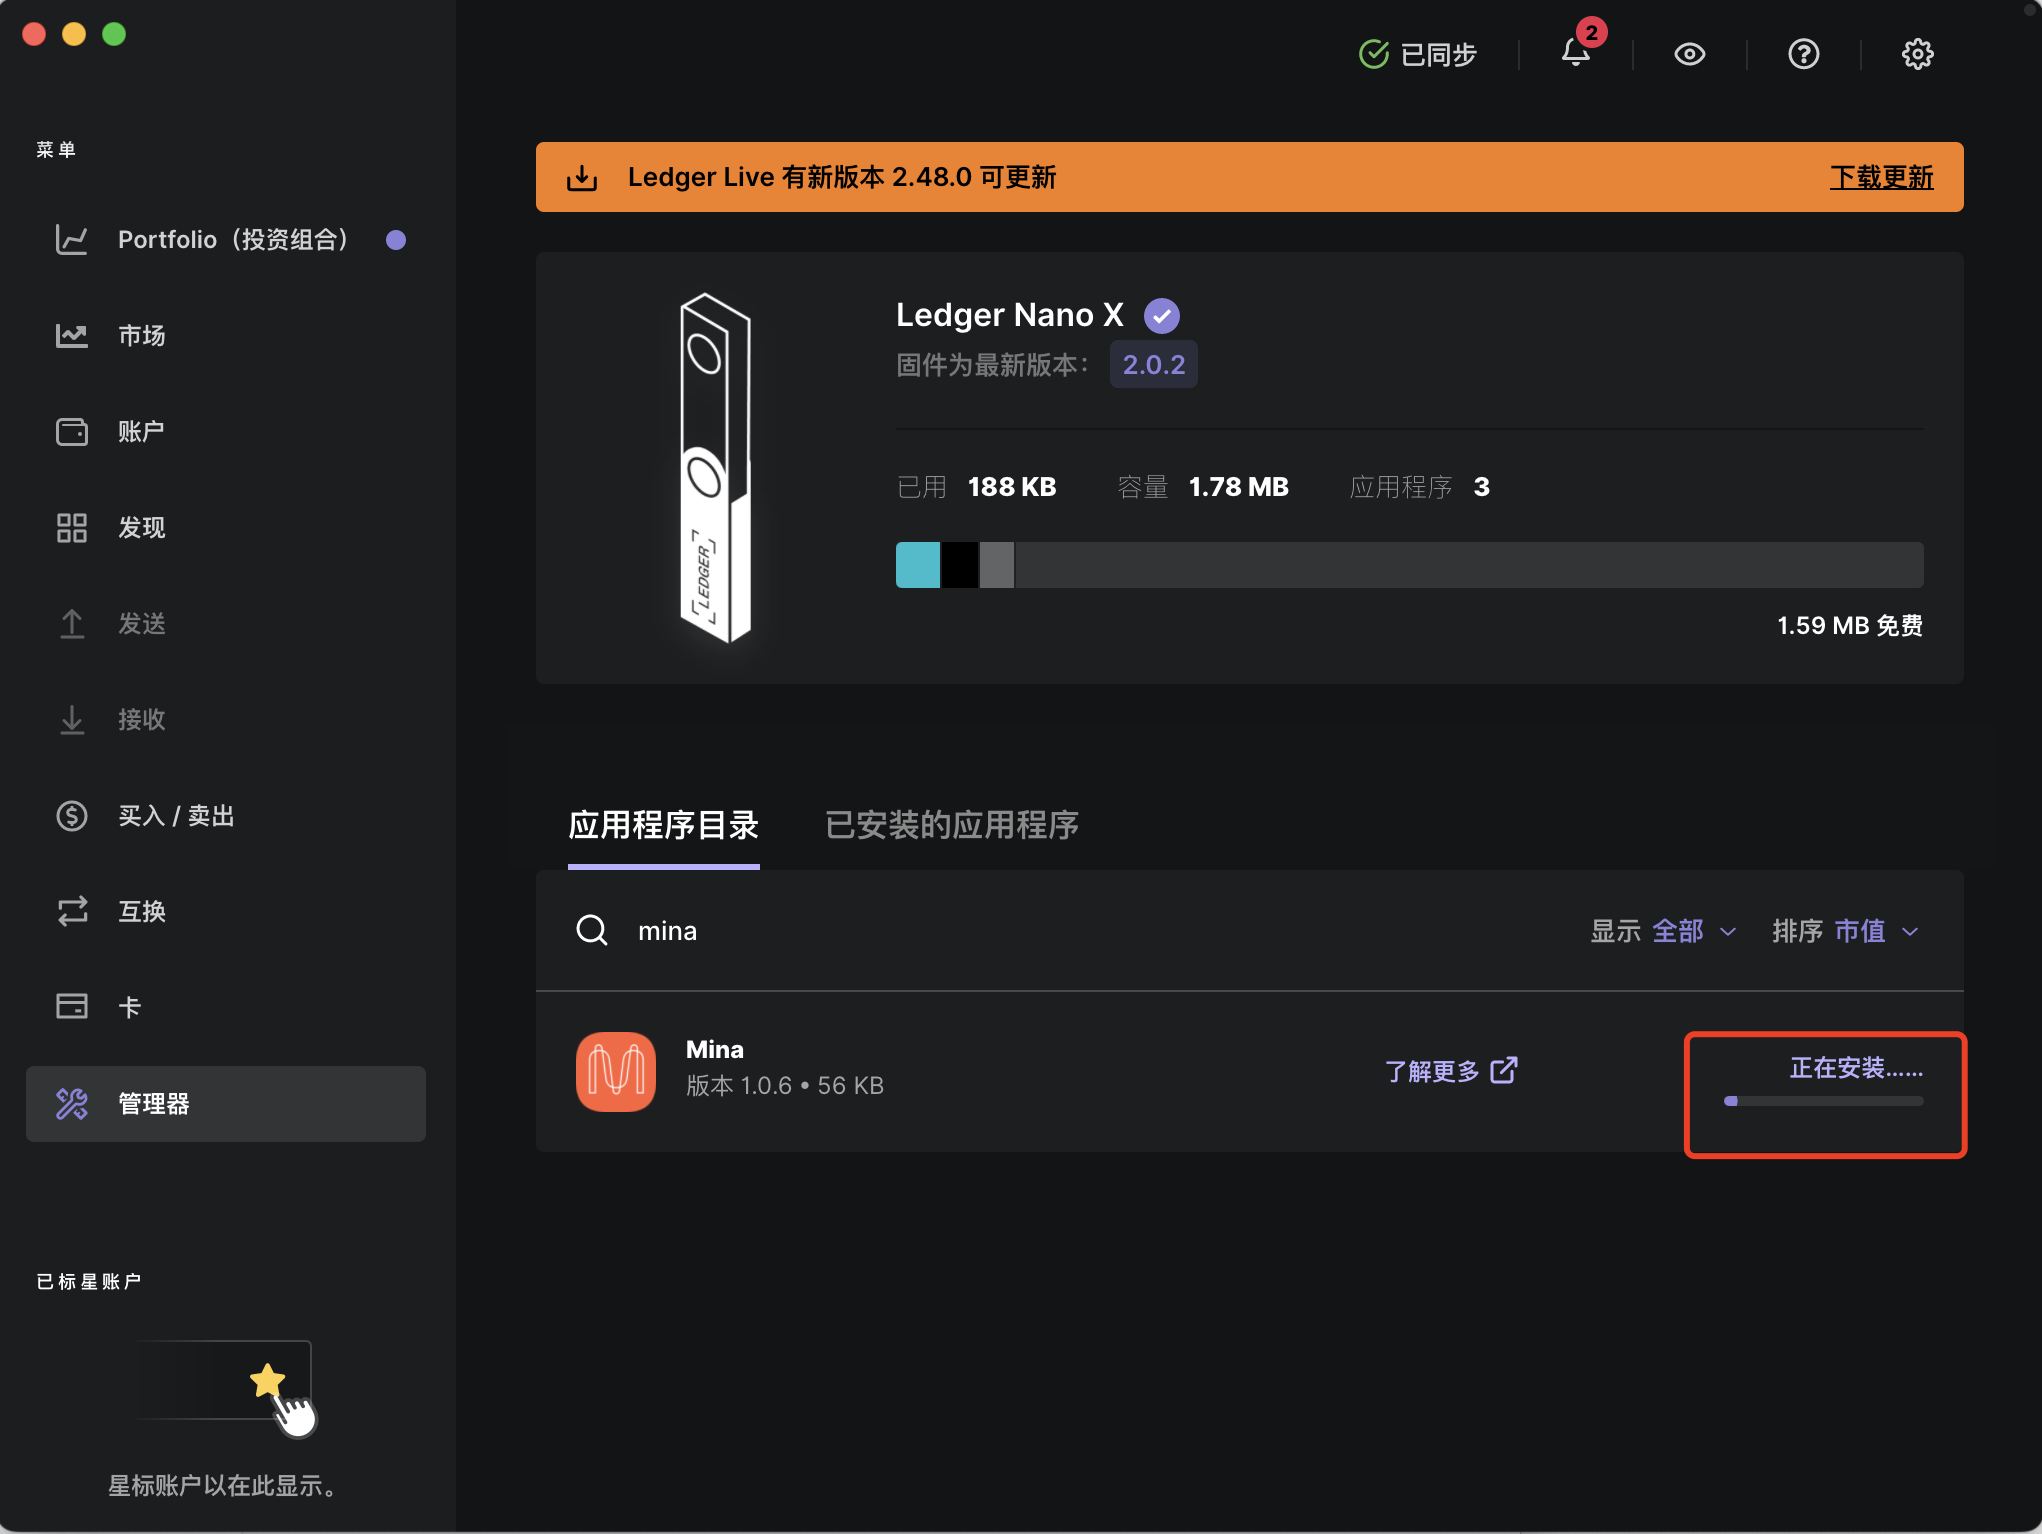 已同步
2
菜单
Portfolio（投资组合）
市场
账户
发现
发送
接收
买入 / 卖出
互换
卡
管理器
已标星账户
星标账户以在此显示。
Ledger Live 有新版本 2.48.0 可更新
下载更新
LEDGER
Ledger Nano X
固件为最新版本： 2.0.2
已用 188 KB 容量 1.78 MB 应用程序 3
1.59 MB 免费
应用程序目录 已安装的应用程序
mina
显示 全部 排序 市值
Mina
版本 1.0.6 • 56 KB
了解更多
正在安装......